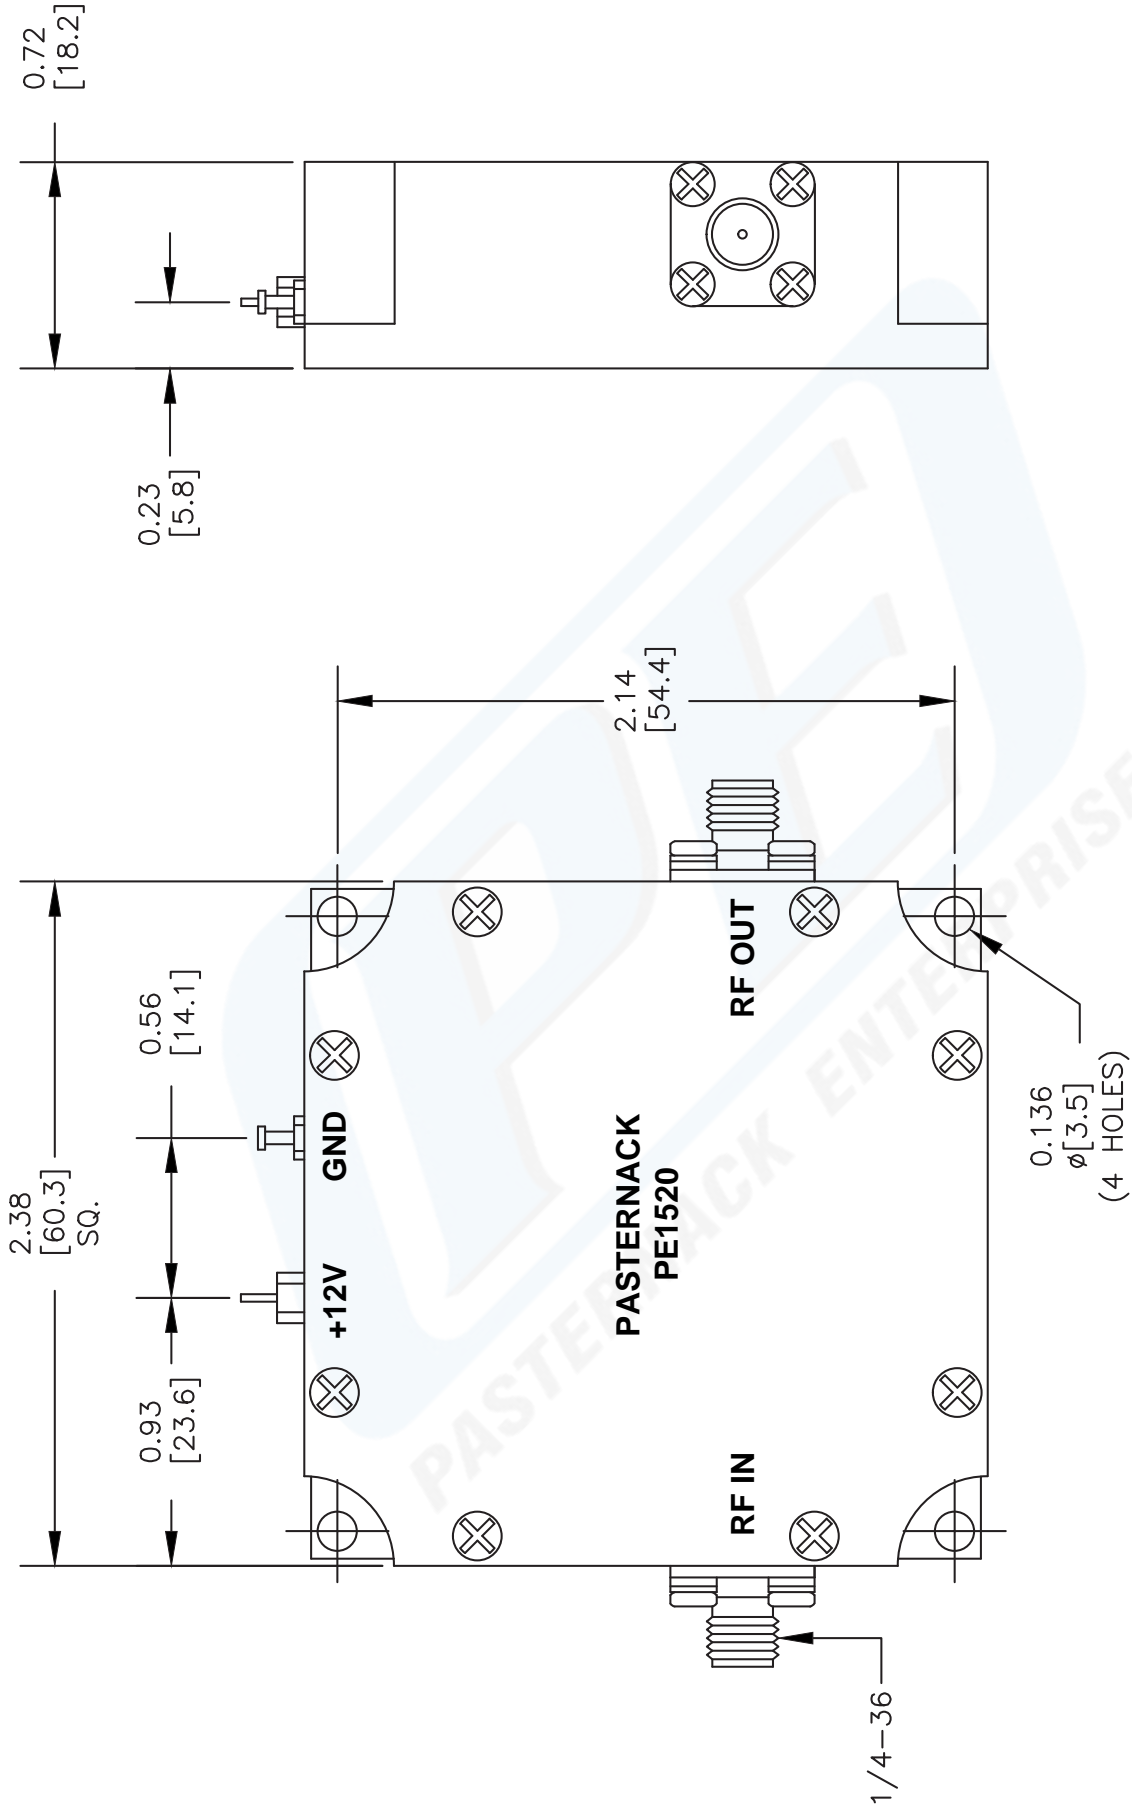 2.38
[60.3]
SQ.
0.93
[23.6]
0.56
[14.1]
0.23
[5.8]
0.72
[18.2]
+12V
GND
PASTERNACK
PE1520
RF IN
RF OUT
2.14
[54.4]
1/4-36
0.136
ø[3.5]
(4 HOLES)
PEI
PASTERNACK ENTERPRISE